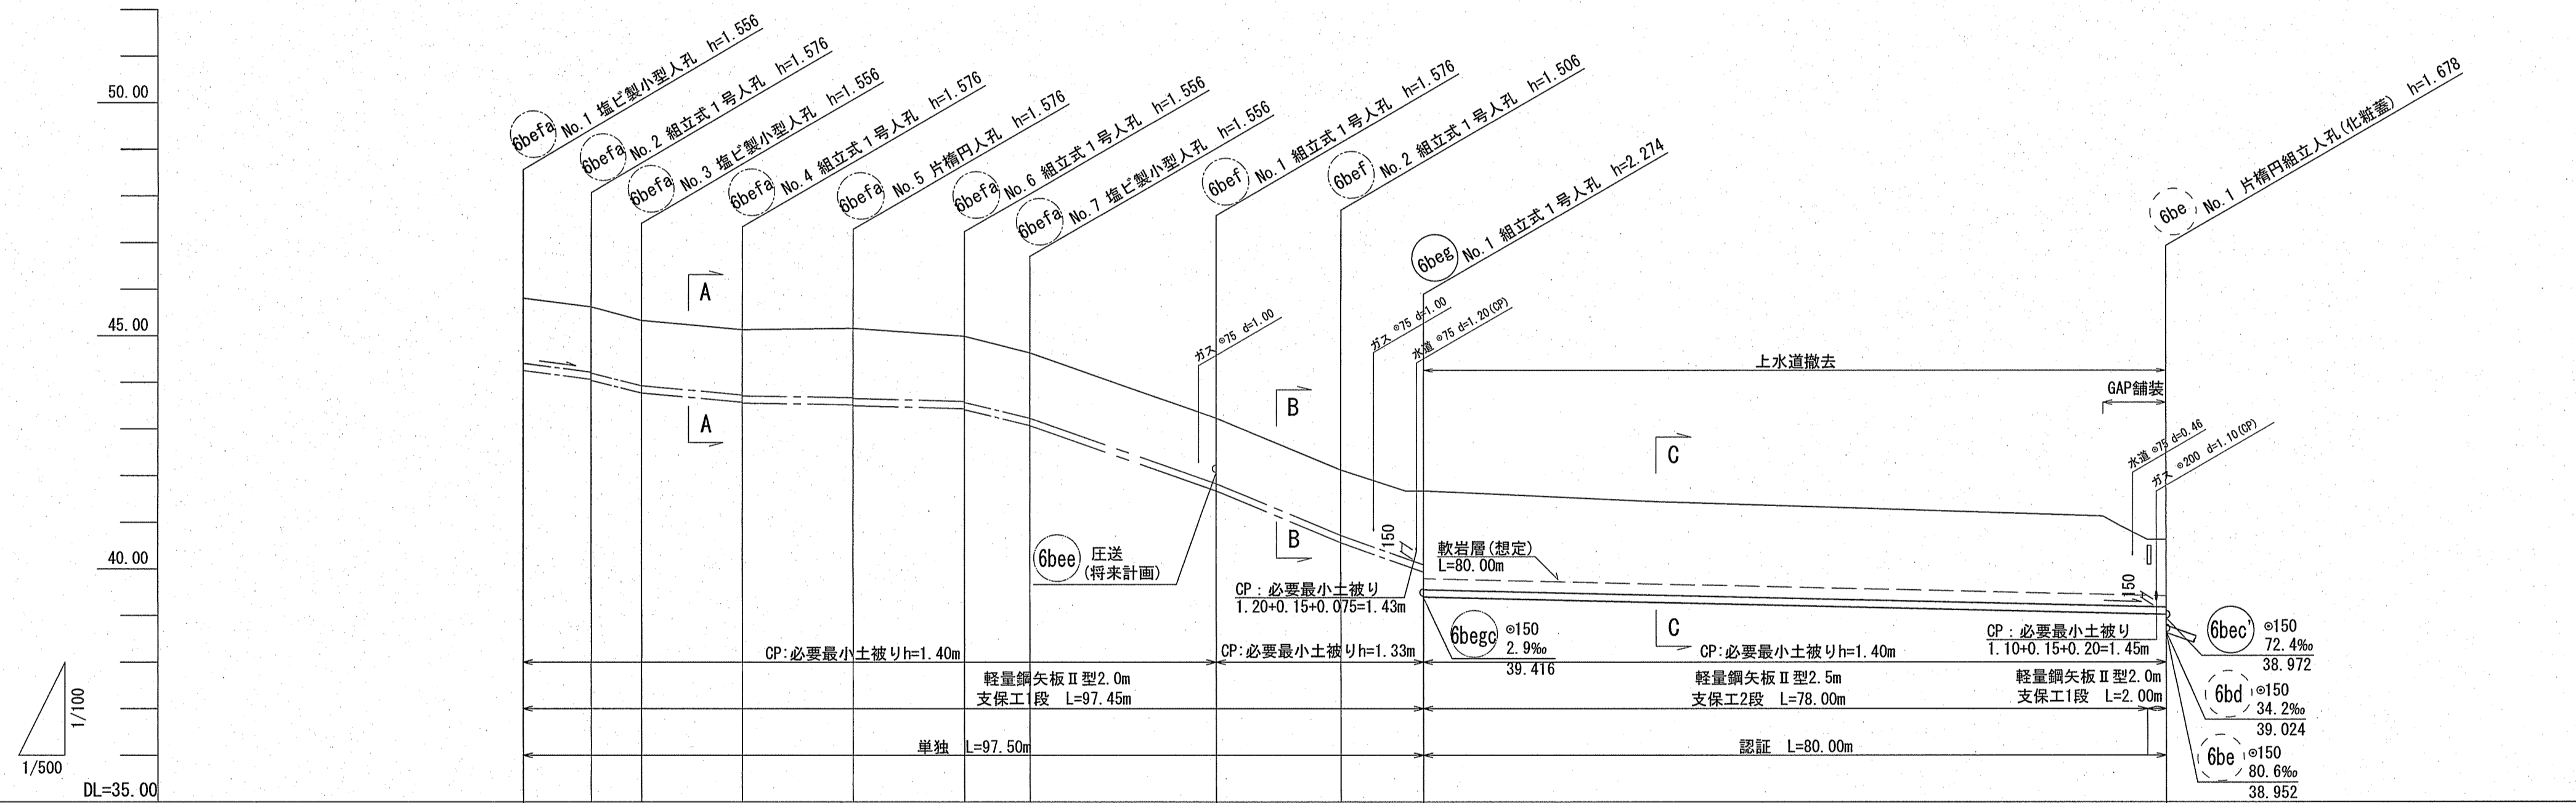 50.00
45.00
40.00
DL=35.00
1/100
1/500
6befa No.1 塩ビ製小型人孔 h=1.556
6befa No.2 組立式1号人孔 h=1.576
6befa No.3 塩ビ製小型人孔 h=1.556
6befa No.4 組立式1号人孔 h=1.576
6befa No.5 片楕円人孔 h=1.576
6befa No.6 組立式1号人孔 h=1.556
6befa No.7 塩ビ製小型人孔 h=1.556
6bef No.1 組立式1号人孔 h=1.576
6bef No.2 組立式1号人孔 h=1.506
6beg No.1 組立式1号人孔 h=2.274
6be No.1 片楕円組立人孔(化粧蓋) h=1.678
A
A
B
B
C
C
ガス ⌀75 d=1.00
ガス ⌀75 d=1.00
水道 ⌀75 d=1.20(CP)
上水道撤去
GAP舗装
水道 ⌀75 d=0.46
ガス ⌀200 d=1.10(CP)
150
150
6bee 圧送
(将来計画)
軟岩層(想定)
L=80.00m
CP：必要最小土被り
1.20+0.15+0.075=1.43m
6begc ⌀150
2.9‰
39.416
CP：必要最小土被り
1.10+0.15+0.20=1.45m
6bec' ⌀150
72.4‰
38.972
6bd ⌀150
34.2‰
39.024
6be ⌀150
80.6‰
38.952
CP:必要最小土被りh=1.40m
CP:必要最小土被りh=1.33m
CP:必要最小土被りh=1.40m
軽量鋼矢板Ⅱ型2.0m
支保工1段 L=97.45m
軽量鋼矢板Ⅱ型2.5m
支保工2段 L=78.00m
軽量鋼矢板Ⅱ型2.0m
支保工1段 L=2.00m
単独 L=97.50m
認証 L=80.00m